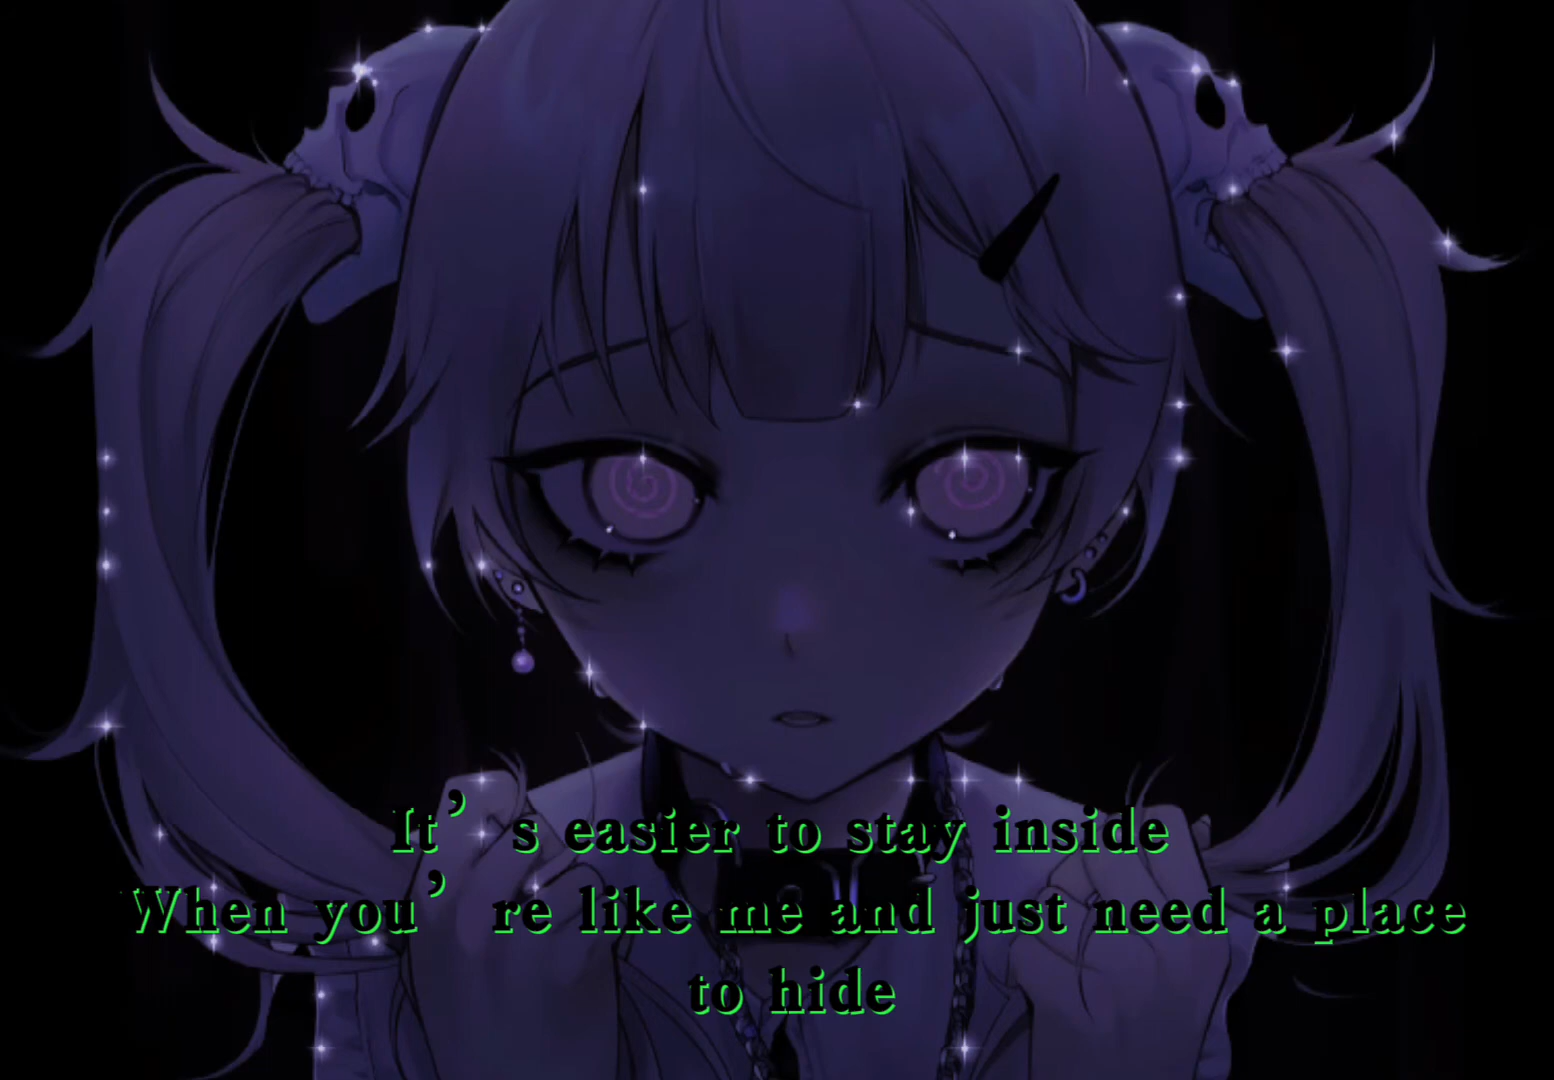 It’s easier to stay inside
When you’re like me and just need a place
to hide